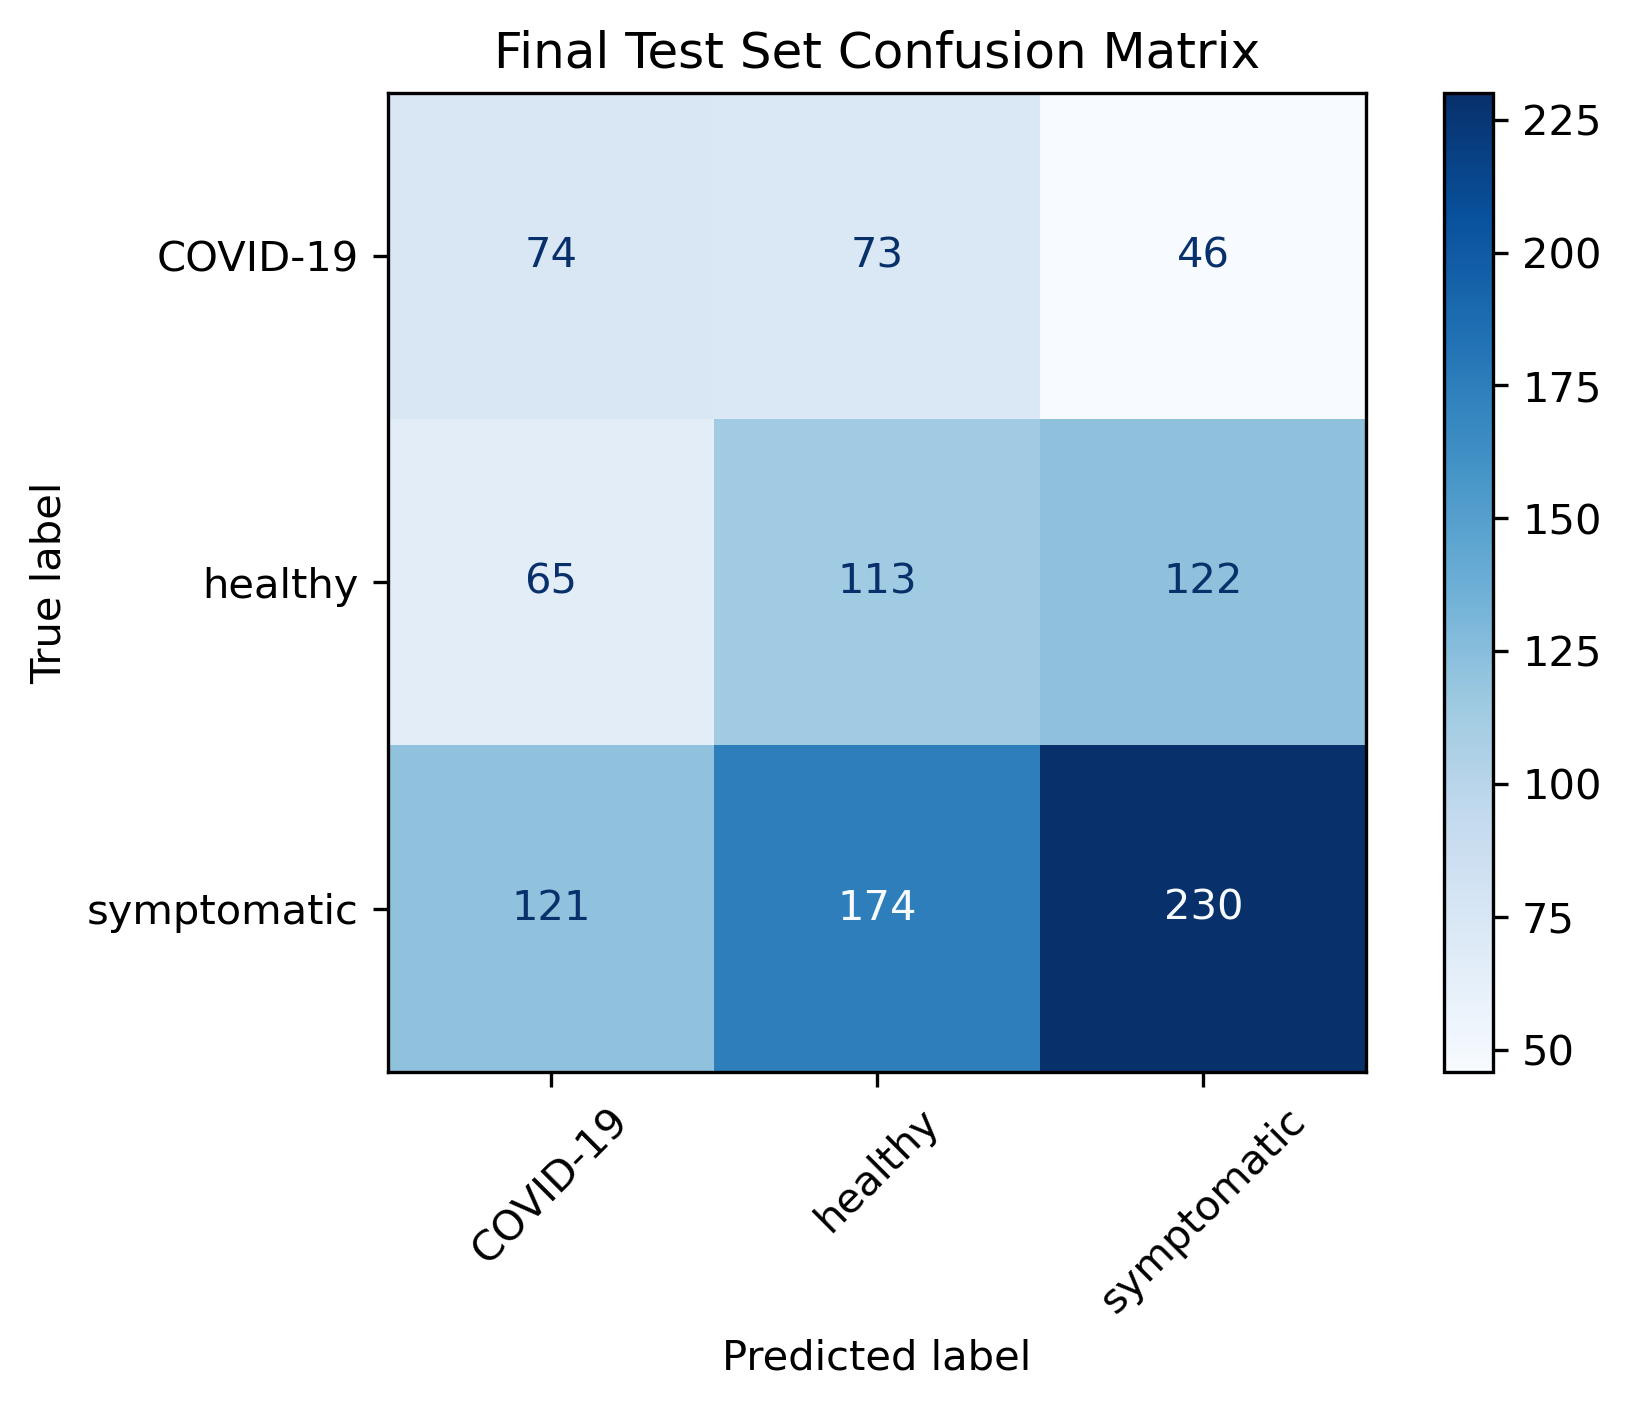 Final Test Set Confusion Matrix
COVID-19
healthy
symptomatic
True label
74 73 46
65 113 122
121 174 230
COVID-19
healthy
symptomatic
Predicted label
225
200
175
150
125
100
75
50